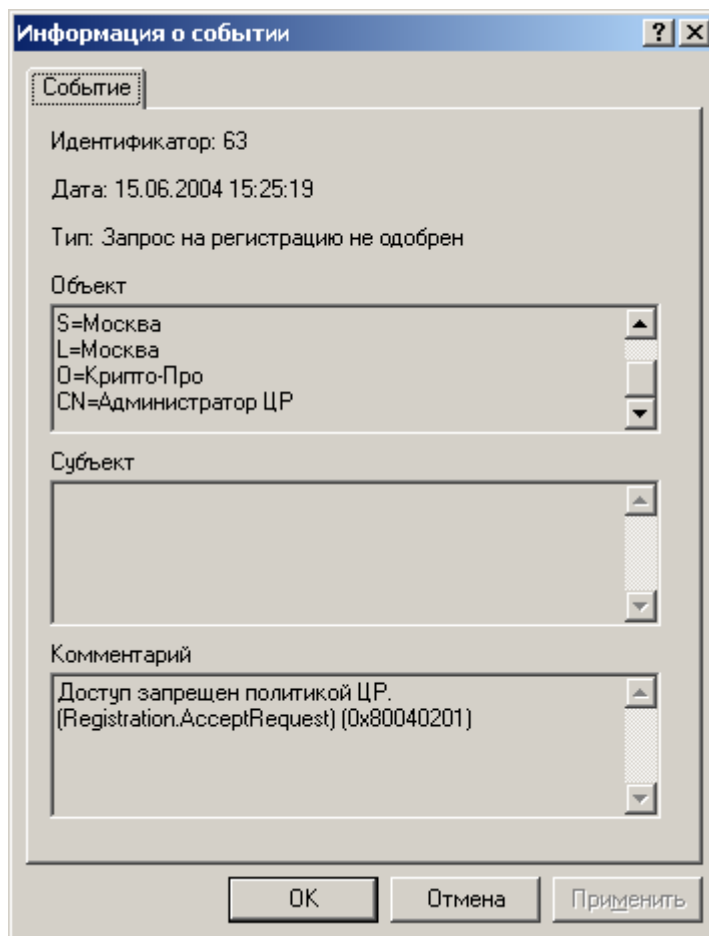 Информация о событии
Событие
Идентификатор: 63
Дата: 15.06.2004 15:25:19
Тип: Запрос на регистрацию не одобрен
Объект
S=Москва
L=Москва
O=Крипто-Про
CN=Администратор ЦР
Субъект
Комментарий
Доступ запрещен политикой ЦР.
(Registration.AcceptRequest) (0x80040201)
OK
Отмена
Применить